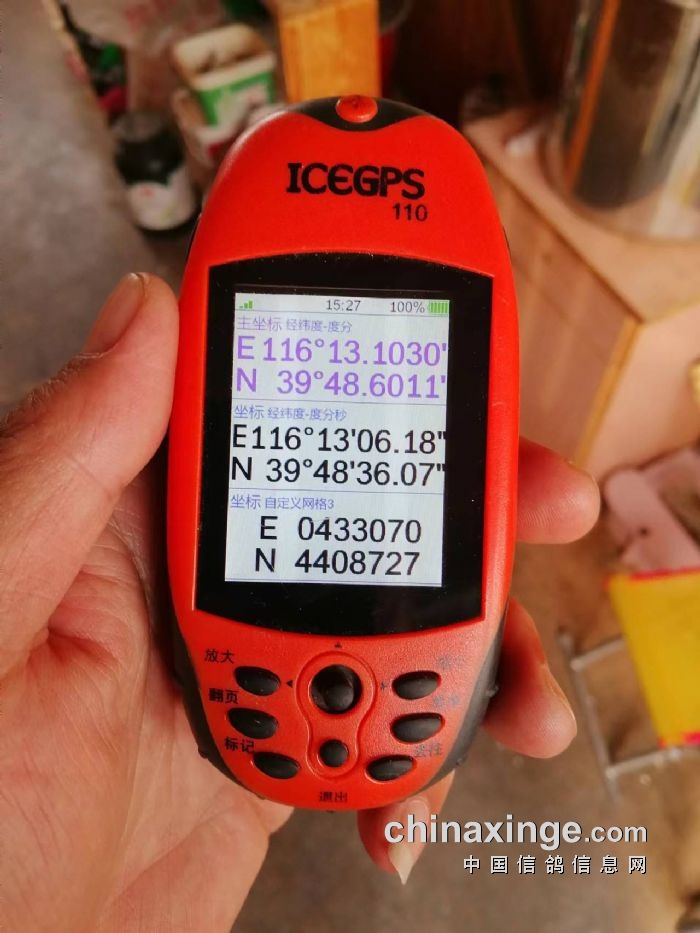 ICEGPS
110
15:27 100%
主坐标 经纬度-度分
E 116°13.1030'
N 39°48.6011'
坐标 经纬度-度分秒
E116°13'06.18"
N 39°48'36.07"
坐标 自定义网格3
E 0433070
N 4408727
放大
翻页
标记
去往
退出
chinaxinge.com
中国信鸽信息网